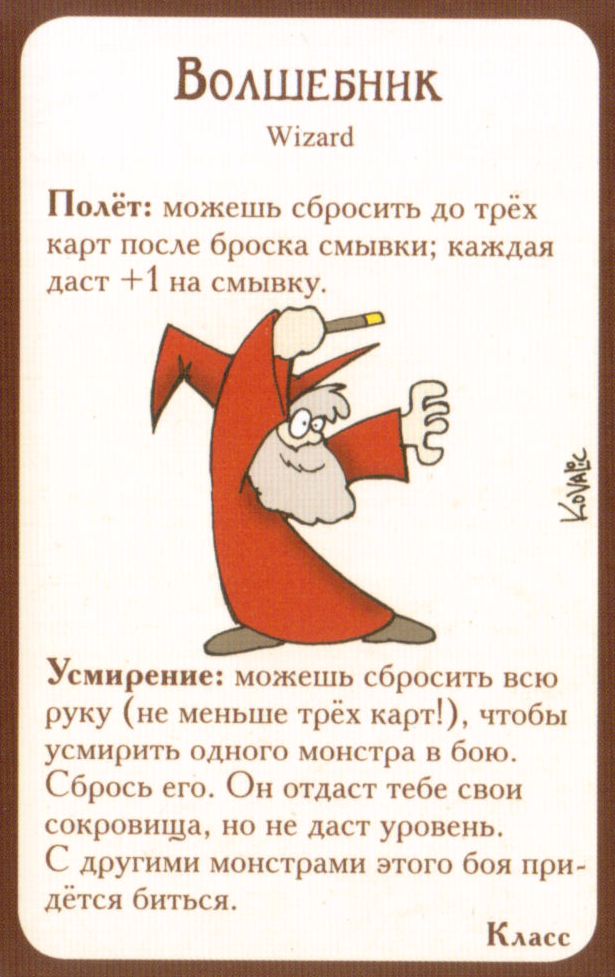 Волшебник
Wizard
Полёт: можешь сбросить до трёх
карт после броска смывки; каждая
даст +1 на смывку.
Kovalic
Усмирение: можешь сбросить всю
руку (не меньше трёх карт!), чтобы
усмирить одного монстра в бою.
Сбрось его. Он отдаст тебе свои
сокровища, но не даст уровень.
С другими монстрами этого боя при-
дётся биться.
Класс